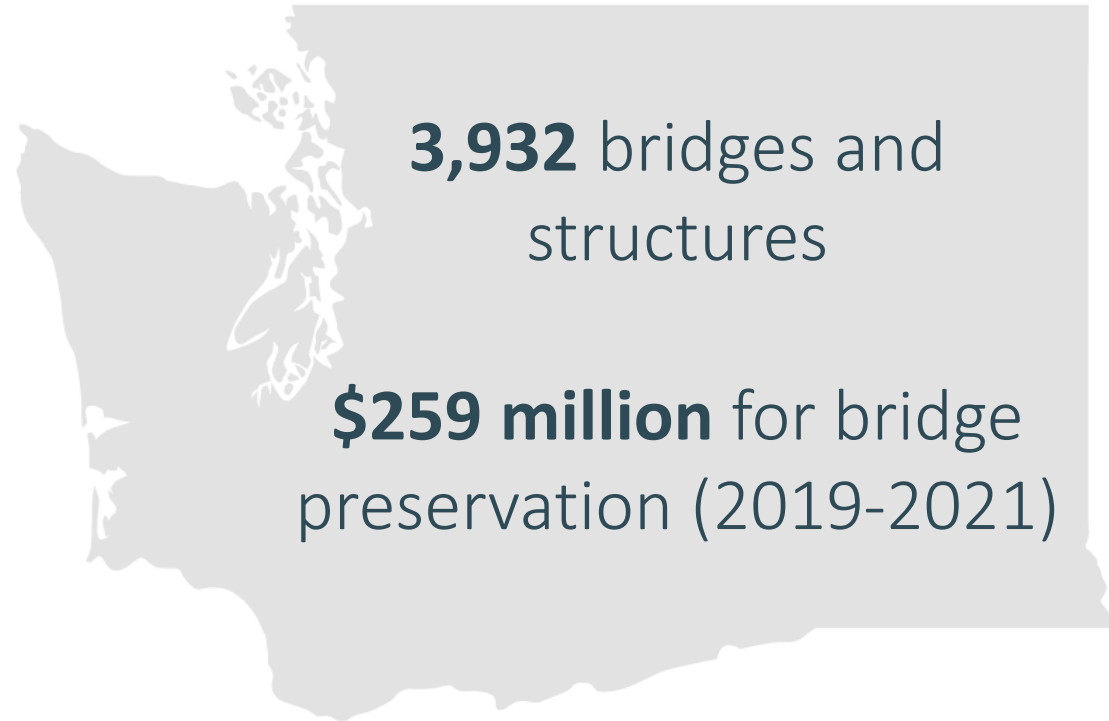 3,932 bridges and
structures
$259 million for bridge
preservation (2019-2021)